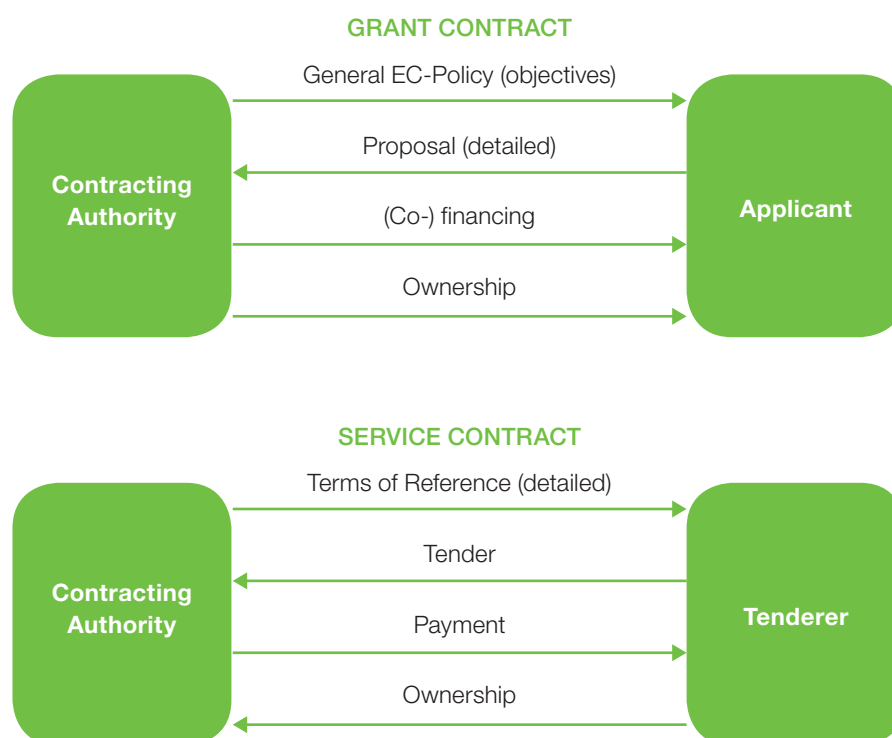 GRANT CONTRACT
General EC-Policy (objectives)
Proposal (detailed)
Contracting
Authority
Applicant
(Co-) financing
Ownership
SERVICE CONTRACT
Terms of Reference (detailed)
Tender
Contracting
Authority
Tenderer
Payment
Ownership